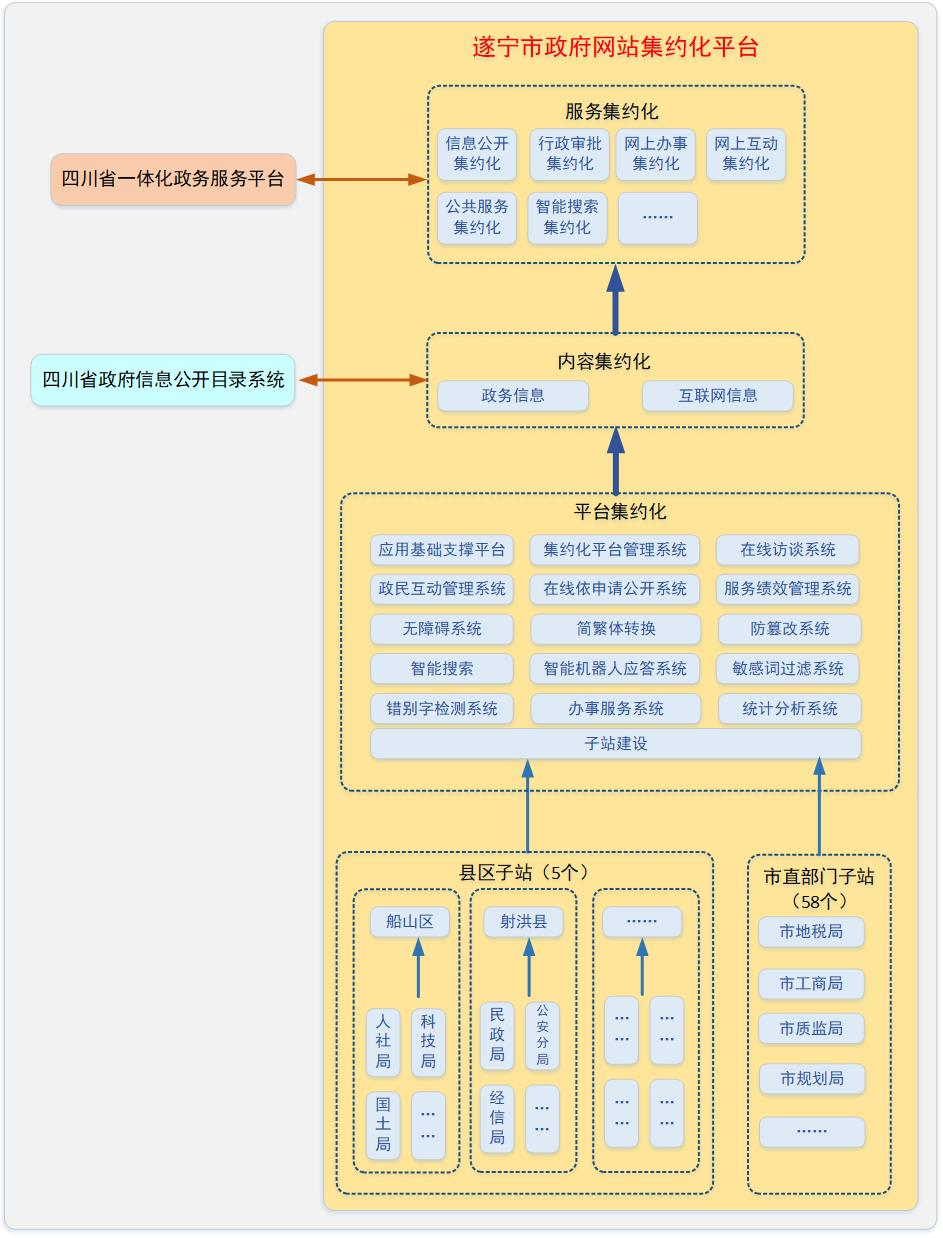 遂宁市政府网站集约化平台
服务集约化
信息公开
集约化
行政审批
集约化
网上办事
集约化
网上互动
集约化
四川省一体化政务服务平台
公共服务
集约化
智能搜索
集约化
……
内容集约化
四川省政府信息公开目录系统
政务信息
互联网信息
平台集约化
应用基础支撑平台
集约化平台管理系统
在线访谈系统
政民互动管理系统
在线依申请公开系统
服务绩效管理系统
无障碍系统
简繁体转换
防篡改系统
智能搜索
智能机器人应答系统
敏感词过滤系统
错别字检测系统
办事服务系统
统计分析系统
子站建设
县区子站（5个）
船山区
人社局
科技局
国土局
……
射洪县
民政局
公安分局
经信局
……
……
……
……
……
……
市直部门子站
（58个）
市地税局
市工商局
市质监局
市规划局
……